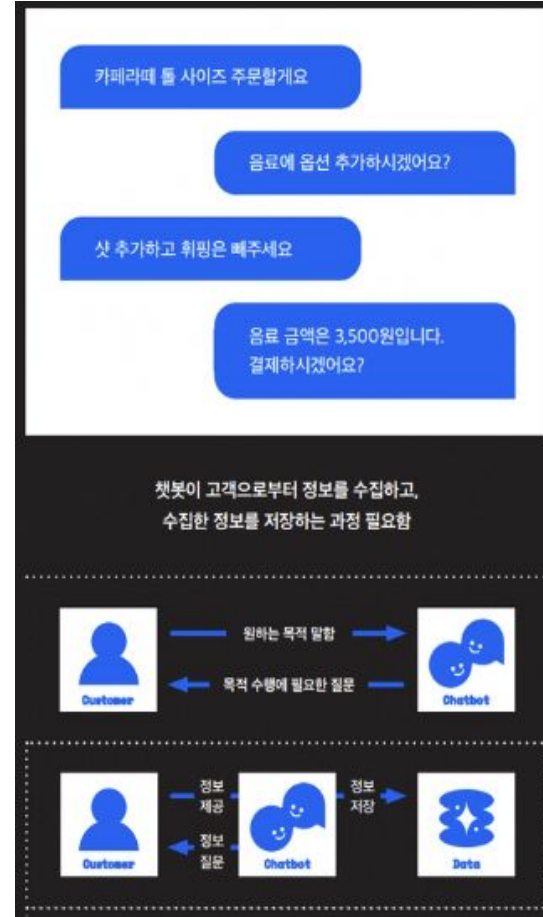 카페라떼 톨 사이즈 주문할게요
음료에 옵션 추가하시겠어요?
샷 추가하고 휘핑은 빼주세요
음료 금액은 3,500원입니다.
결제하시겠어요?
챗봇이 고객으로부터 정보를 수집하고,
수집한 정보를 저장하는 과정 필요함
원하는 목적 말함
목적 수행에 필요한 질문
Customer
Chatbot
정보
제공
정보
저장
정보
질문
Customer
Chatbot
Data